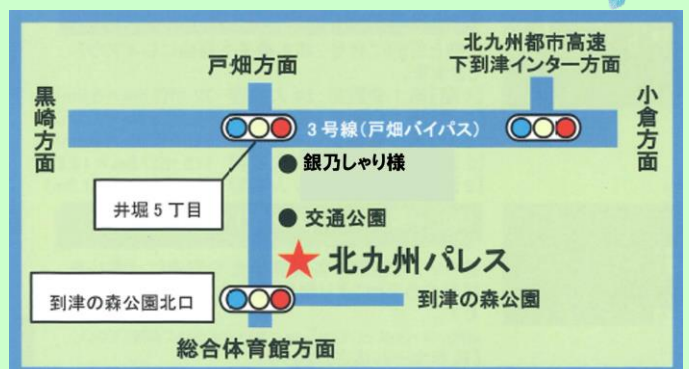 北九州都市高速
下到津インター方面
戸畑方面
黒崎方面
小倉方面
3号線(戸畑バイパス)
銀乃しゃり様
井堀5丁目
交通公園
北九州パレス
到津の森公園北口
到津の森公園
総合体育館方面